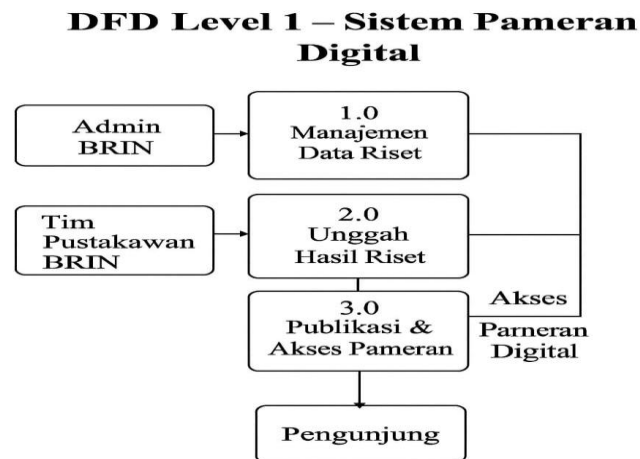 DFD Level 1 – Sistem Pameran
Digital
Admin
BRIN
1.0
Manajemen
Data Riset
Tim
Pustakawan
BRIN
2.0
Unggah
Hasil Riset
3.0
Publikasi &
Akses Pameran
Akses
Parneran
Digital
Pengunjung